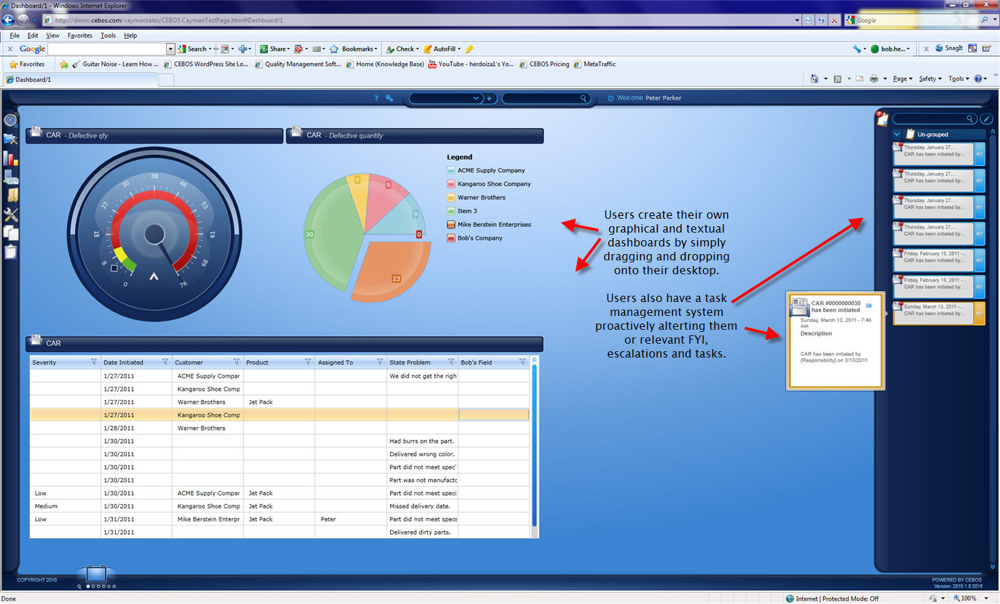 Dashboard/1 - Windows Internet Explorer
http://demo.cebos.com/caymansales/CEBOS.CaymanTestPage.html#Dashboard/1
Google
File Edit View Favorites Tools Help
x Google Search Share Bookmarks Check AutoFill bob.he... x SnagIt
Favorites Guitar Noise - Learn How ... CEBOS WordPress Site Lo... Quality Management Soft... Home (Knowledge Base) YouTube - herdoiza1's Yo... CEBOS Pricing MetaTraffic
Dashboard/1 Page Safety Tools
? + Welcome Peter Parker
CAR - Defective qty.
CAR - Defective quantity
0 8 15 23 30 38 46 53 61 68 76
5
9
9
0
30
23
Legend
ACME Supply Company
Kangaroo Shoe Company
Warner Brothers
Item 3
Mike Berstein Enterprises
Bob's Company
Users create their own
graphical and textual
dashboards by simply
dragging and dropping
onto their desktop.
Users also have a task
management system
proactively alterting them
or relevant FYI,
escalations and tasks.
?
Un-grouped
Thursday, January 27,...
CAR has been initiated by...
Thursday, January 27,...
CAR has been initiated by...
Thursday, January 27,...
CAR has been initiated by...
Thursday, January 27,...
CAR has been initiated by...
Friday, February 18, 2011 -...
CAR has been initiated by...
Friday, February 18, 2011 -...
CAR has been initiated by...
Sunday, March 13, 2011 -...
CAR has been initiated by...
CAR #0000000030
has been initiated
Sunday, March 13, 2011 - 7:48
AM
Description
CAR has been initiated by
{Responsibility} on 3/13/2011
CAR
Severity Date Initiated Customer Product Assigned To State Problem Bob's Field
1/27/2011 ACME Supply Compar We did not get the righ
1/27/2011 Kangaroo Shoe Comp
1/27/2011 Warner Brothers Jet Pack
1/27/2011 Kangaroo Shoe Comp
1/28/2011 Warner Brothers
1/30/2011 Had burrs on the part.
1/30/2011 Delivered wrong color.
1/30/2011 Part did not meet spec'
1/30/2011 Part was not manufacto
Low 1/30/2011 ACME Supply Compar Jet Pack Part did not meet speci
Medium 1/30/2011 Kangaroo Shoe Comp Jet Pack Missed delivery date.
Low 1/31/2011 Mike Berstein Enterpr Jet Pack Peter Part did not meet specs
1/31/2011 Delivered dirty parts.
COPYRIGHT 2010
POWERED BY CEBOS
Version: 2010.1.0.0016
Done Internet | Protected Mode: Off 100%